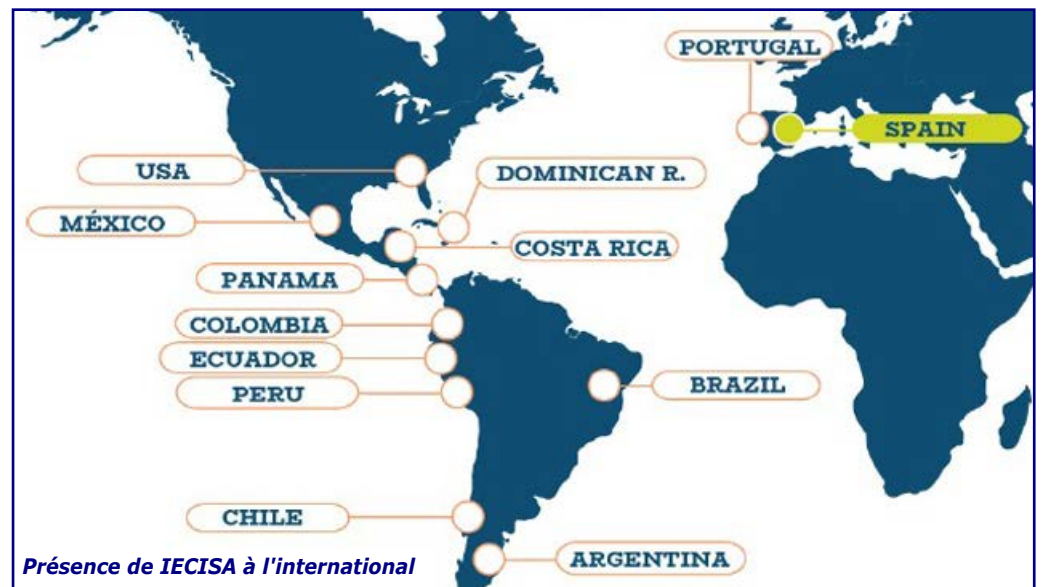 PORTUGAL
SPAIN
USA
DOMINICAN R.
MÉXICO
COSTA RICA
PANAMA
COLOMBIA
ECUADOR
PERU
BRAZIL
CHILE
ARGENTINA
Présence de IECISA à l'international